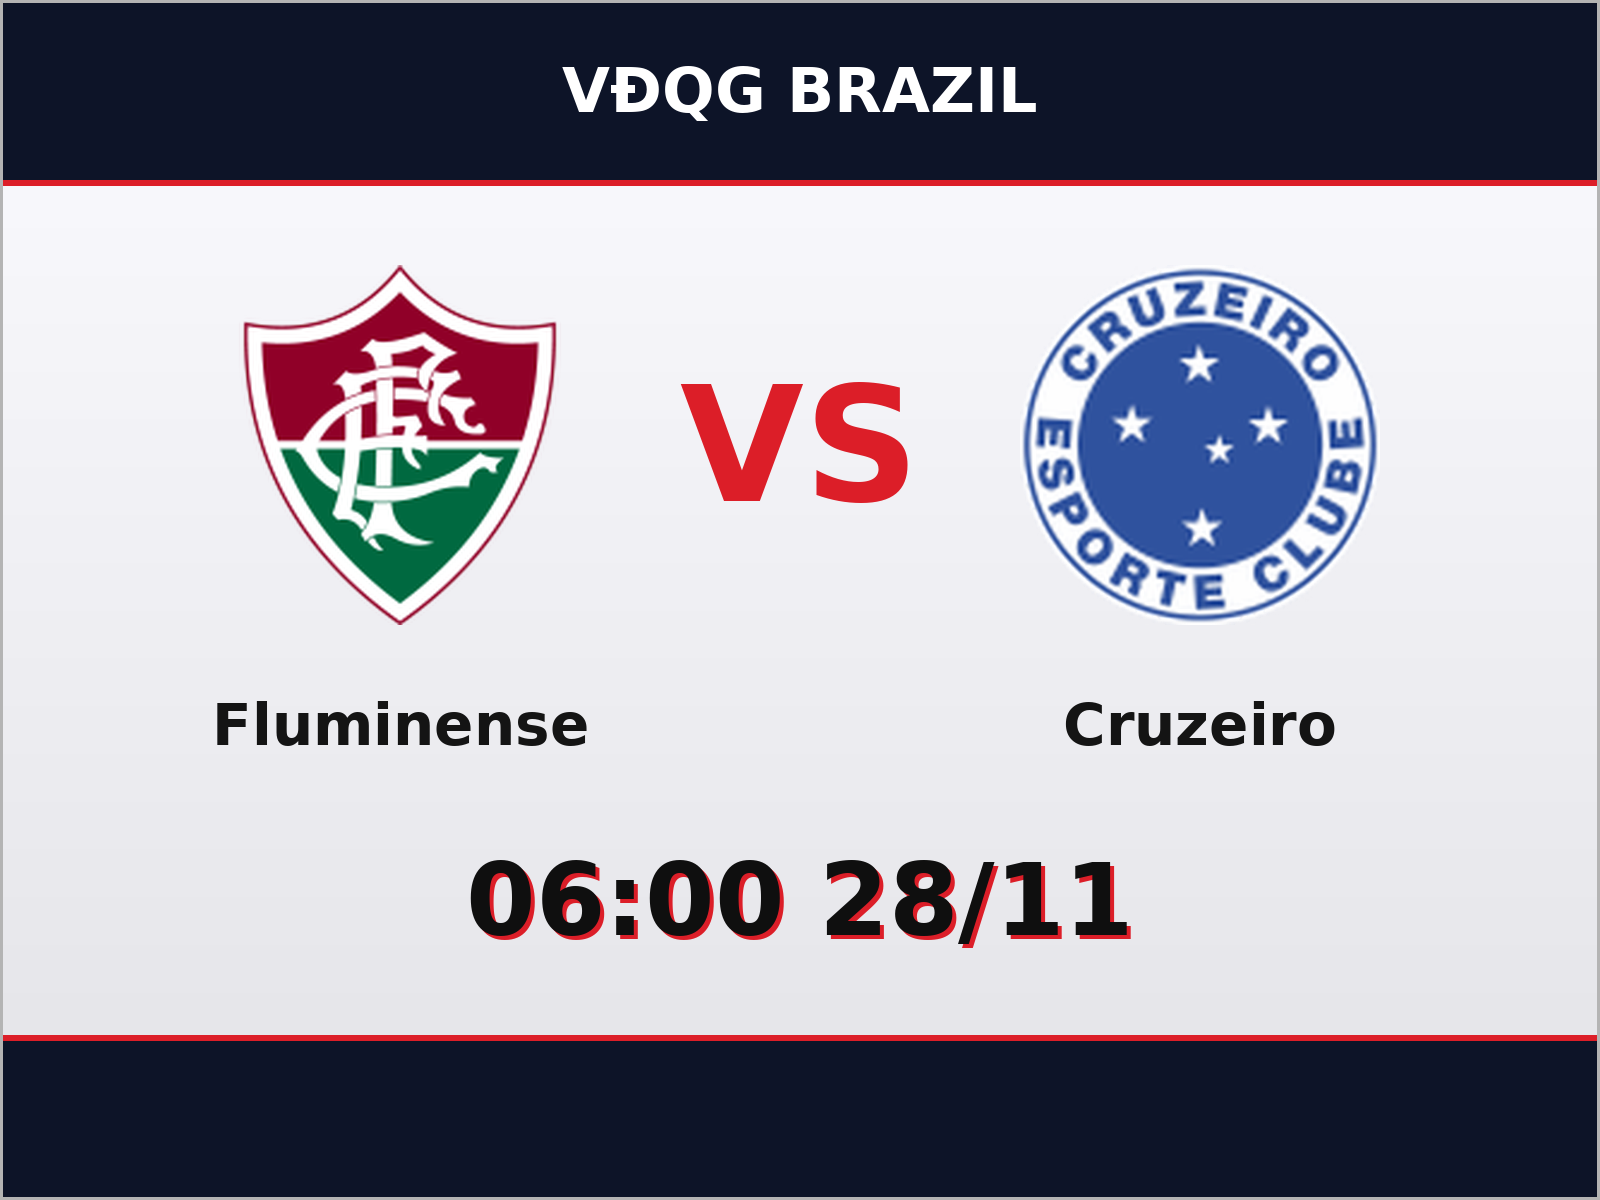 VĐQG BRAZIL
VS
CRUZEIRO
ESPORTE CLUBE
Fluminense
Cruzeiro
06:00 28/11